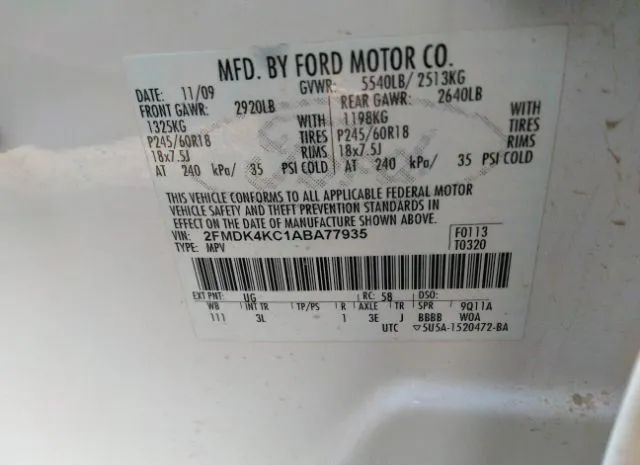 MFD. BY FORD MOTOR CO.
DATE: 11/09 GVWR: 5540LB/ 2513KG
FRONT GAWR: 2920LB REAR GAWR: 2640LB
1325KG WITH 1198KG WITH
P245/60R18 TIRES P245/60R18 TIRES
18x7.5J RIMS 18x7.5J RIMS
AT 240 kPa/ 35 PSI COLD AT 240 kPa/ 35 PSI COLD
THIS VEHICLE CONFORMS TO ALL APPLICABLE FEDERAL MOTOR
VEHICLE SAFETY AND THEFT PREVENTION STANDARDS IN
EFFECT ON THE DATE OF MANUFACTURE SHOWN ABOVE.
VIN: 2FMDK4KC1ABA77935 F0113
TYPE: MPV T0320
EXT PNT: UG RC: 58 DSO:
WB INT TR TP/PS R AXLE TR SPR 9Q11A
111 3L 1 3E J BBBB WOA
UTC 5U5A-1520472-BA